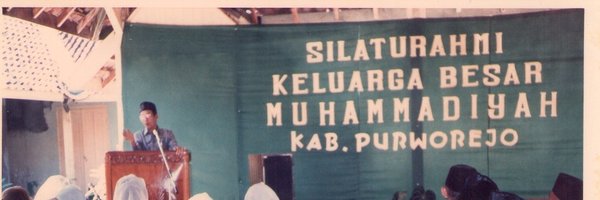 SILATURAHMI
KELUARGA BESAR
MUHAMMADIYAH
KAB. PURWOREJO